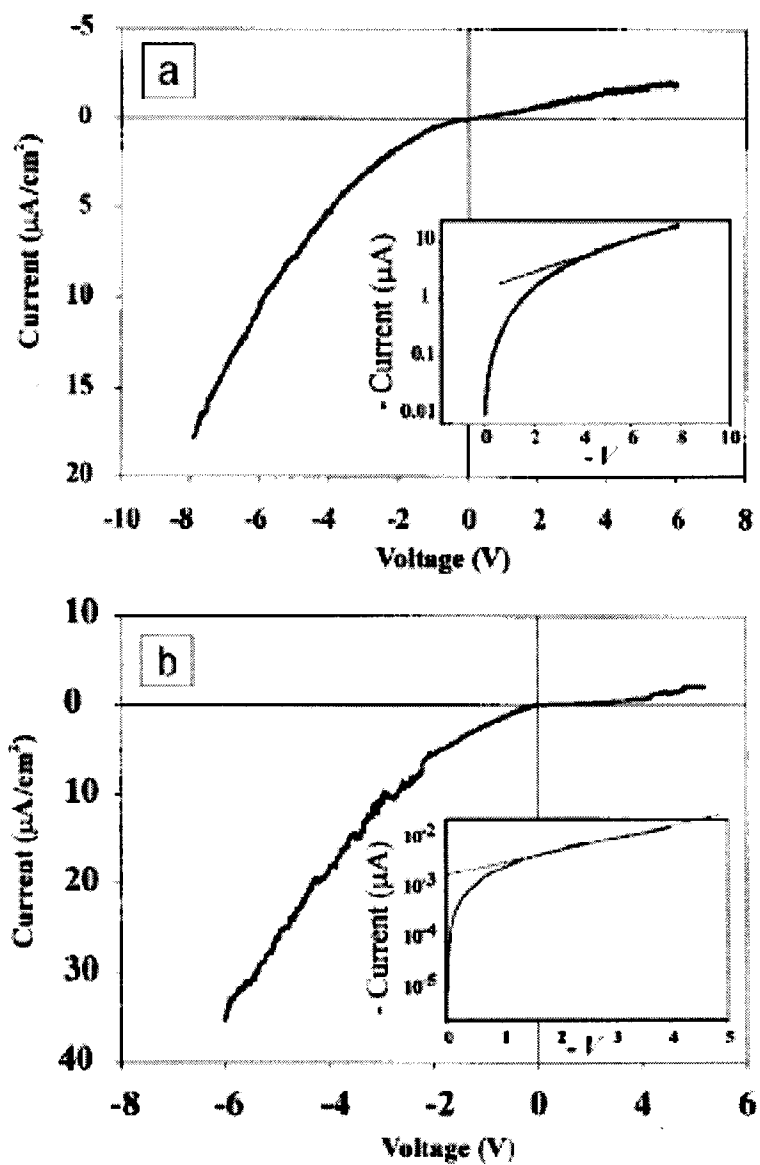 -5
a
0
5
10
15
20
Current (μA/cm²)
- Current (μA)
10
1
0.1
0.01
0 2 4 6 8 10
- V
-10 -8 -6 -4 -2 0 2 4 6 8
Voltage (V)
10
b
0
10
20
30
40
Current (μA/cm²)
- Current (μA)
10⁻²
10⁻³
10⁻⁴
10⁻⁵
0 1 2 3 4 5
- V
-8 -6 -4 -2 0 2 4 6
Voltage (V)